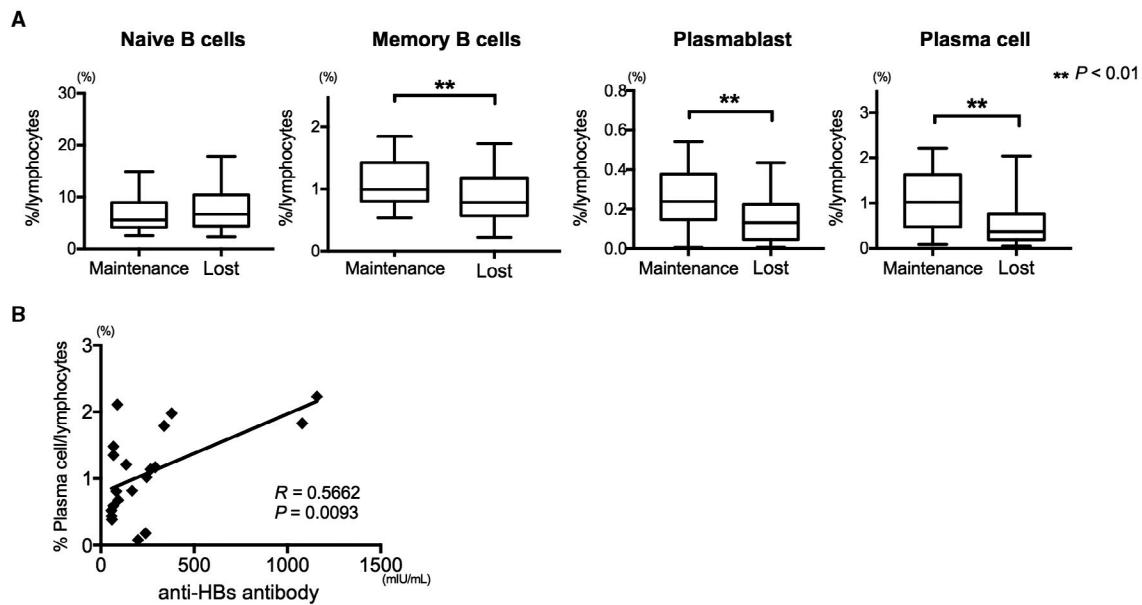 A
Naive B cells
Memory B cells
Plasmablast
Plasma cell
(%)
(%)
(%)
(%)
** P < 0.01
%/lymphocytes
30
20
10
0
Maintenance
Lost
%/lymphocytes
2
1
0
**
Maintenance
Lost
%/lymphocytes
0.8
0.6
0.4
0.2
0.0
**
Maintenance
Lost
%/lymphocytes
3
2
1
0
**
Maintenance
Lost
B
(%)
% Plasma cell/lymphocytes
3
2
1
0
R = 0.5662
P = 0.0093
0
500
1000
1500
(mIU/mL)
anti-HBs antibody